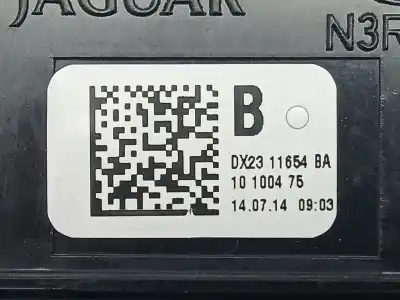 JAGUAR
N3R
B
DX23 11654 BA
10 1004 75
14.07.14 09:03